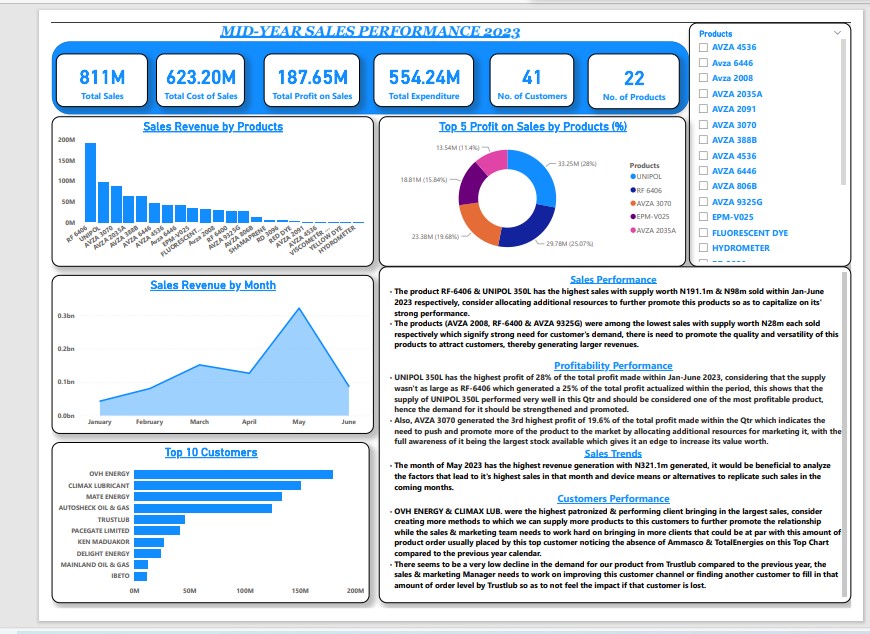 MID-YEAR SALES PERFORMANCE 2023
811M
Total Sales
623.20M
Total Cost of Sales
187.65M
Total Profit on Sales
554.24M
Total Expenditure
41
No. of Customers
22
No. of Products
Products
AVZA 4536
Avza 6446
Avza 2008
AVZA 2035A
AVZA 2091
AVZA 3070
AVZA 388B
AVZA 4536
AVZA 6446
AVZA 806B
AVZA 9325G
EPM-V025
FLUORESCENT DYE
HYDROMETER
Sales Revenue by Products
200M
150M
100M
50M
0M
RF 6406
UNIPOL
AVZA 3070
AVZA 2035A
AVZA 388B
AVZA 6446
AVZA 4536
Avza 6446
EPM-V025
FLUORESCENT...
Avza 2008
RF 6400
AVZA 9325G
AVZA 806B
SHAMAPRENE
RD 3096
RED DYE
AVZA 2091
AVZA 4536
VISCOMETER
YELLOW DYE
HYDROMETER
Top 5 Profit on Sales by Products (%)
13.54M (11.4%)
33.25M (28%)
18.81M (15.84%)
23.38M (19.68%)
29.78M (25.07%)
Products
UNIPOL
RF 6406
AVZA 3070
EPM-V025
AVZA 2035A
Sales Revenue by Month
0.3bn
0.2bn
0.1bn
0.0bn
January
February
March
April
May
June
Top 10 Customers
OVH ENERGY
CLIMAX LUBRICANT
MATE ENERGY
AUTOSHECK OIL & GAS
TRUSTLUB
PACEGATE LIMITED
KEN MADUAKOR
DELIGHT ENERGY
MAINLAND OIL & GAS
IBETO
0M
50M
100M
150M
200M
Sales Performance
• The product RF-6406 & UNIPOL 350L has the highest sales with supply worth N191.1m & N98m sold within Jan-June
2023 respectively, consider allocating additional resources to further promote this products so as to capitalize on its'
strong performance.
• The products (AVZA 2008, RF-6400 & AVZA 9325G) were among the lowest sales with supply worth N28m each sold
respectively which signify strong need for customer's demand, there is need to promote the quality and versatility of this
products to attract customers, thereby generating larger revenues.
Profitability Performance
• UNIPOL 350L has the highest profit of 28% of the total profit made within Jan-June 2023, considering that the supply
wasn't as large as RF-6406 which generated a 25% of the total profit actualized within the period, this shows that the
supply of UNIPOL 350L performed very well in this Qtr and should be considered one of the most profitable product,
hence the demand for it should be strengthened and promoted.
• Also, AVZA 3070 generated the 3rd highest profit of 19.6% of the total profit made within the Qtr which indicates the
need to push and promote more of the product to the market by allocating additional resources for marketing it, with the
full awareness of it being the largest stock available which gives it an edge to increase its value worth.
Sales Trends
• The month of May 2023 has the highest revenue generation with N321.1m generated, it would be beneficial to analyze
the factors that lead to it's highest sales in that month and device means or alternatives to replicate such sales in the
coming months.
Customers Performance
• OVH ENERGY & CLIMAX LUB. were the highest patronized & performing client bringing in the largest sales, consider
creating more methods to which we can supply more products to this customers to further promote the relationship
while the sales & marketing team needs to work hard on bringing in more clients that could be at par with this amount of
product order usually placed by this top customer noticing the absence of Ammasco & TotalEnergies on this Top Chart
compared to the previous year calendar.
• There seems to be a very low decline in the demand for our product from Trustlub compared to the previous year, the
sales & marketing Manager needs to work on improving this customer channel or finding another customer to fill in that
amount of order level by Trustlub so as to not feel the impact if that customer is lost.